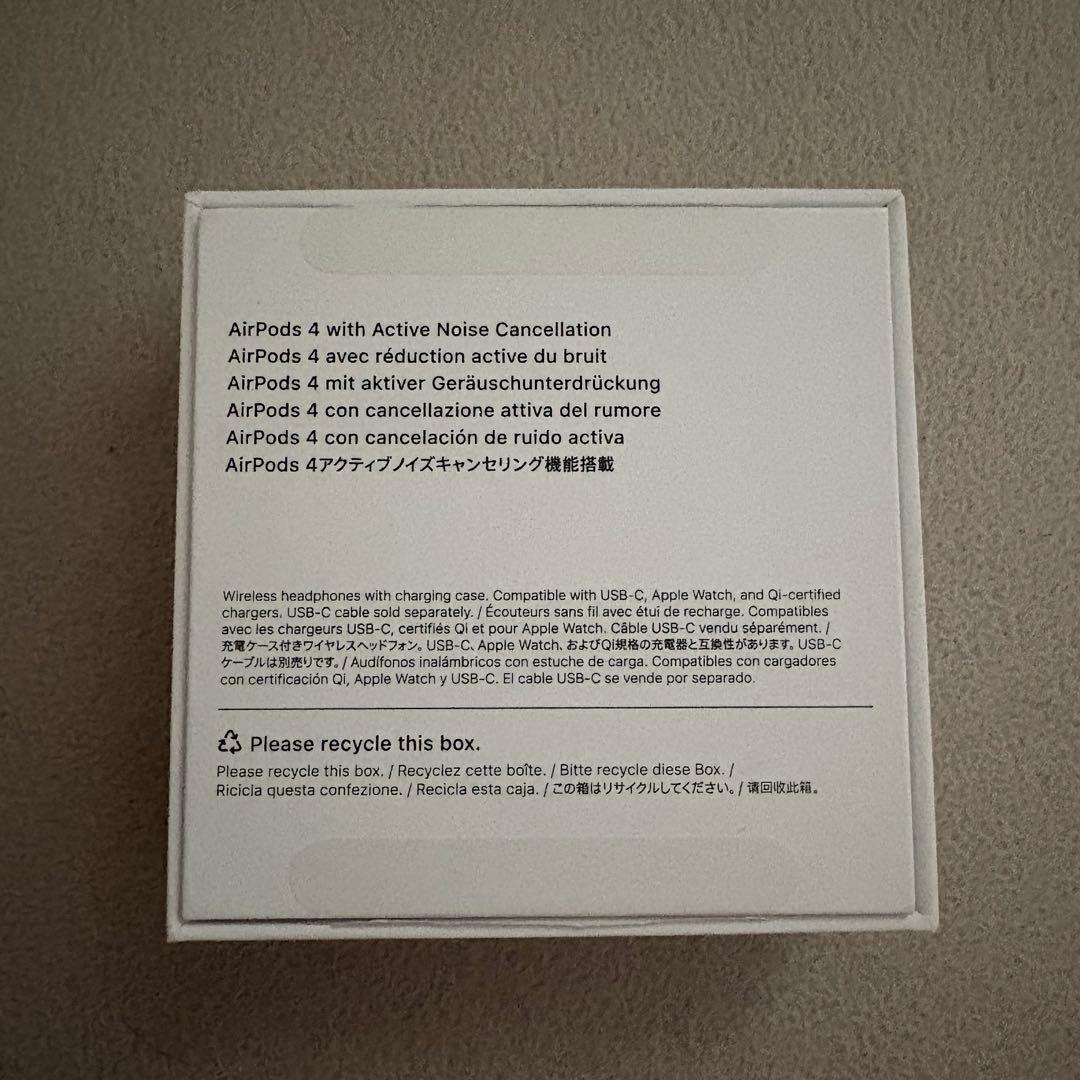 AirPods 4 with Active Noise Cancellation
AirPods 4 avec réduction active du bruit
AirPods 4 mit aktiver Geräuschunterdrückung
AirPods 4 con cancellazione attiva del rumore
AirPods 4 con cancelación de ruido activa
AirPods 4アクティブノイズキャンセリング機能搭載
Wireless headphones with charging case. Compatible with USB-C, Apple Watch, and Qi-certified
chargers. USB-C cable sold separately. / Écouteurs sans fil avec étui de recharge. Compatibles
avec les chargeurs USB-C, certifiés Qi et pour Apple Watch. Câble USB-C vendu séparément. /
充電ケース付きワイヤレスヘッドフォン。USB-C、Apple Watch、およびQi規格の充電器と互換性があります。USB-C
ケーブルは別売りです。/ Audífonos inalámbricos con estuche de carga. Compatibles con cargadores
con certificación Qi, Apple Watch y USB-C. El cable USB-C se vende por separado.
Please recycle this box.
Please recycle this box. / Recyclez cette boîte. / Bitte recycle diese Box. /
Ricicla questa confezione. / Recicla esta caja. / この箱はリサイクルしてください。/ 请回收此箱。